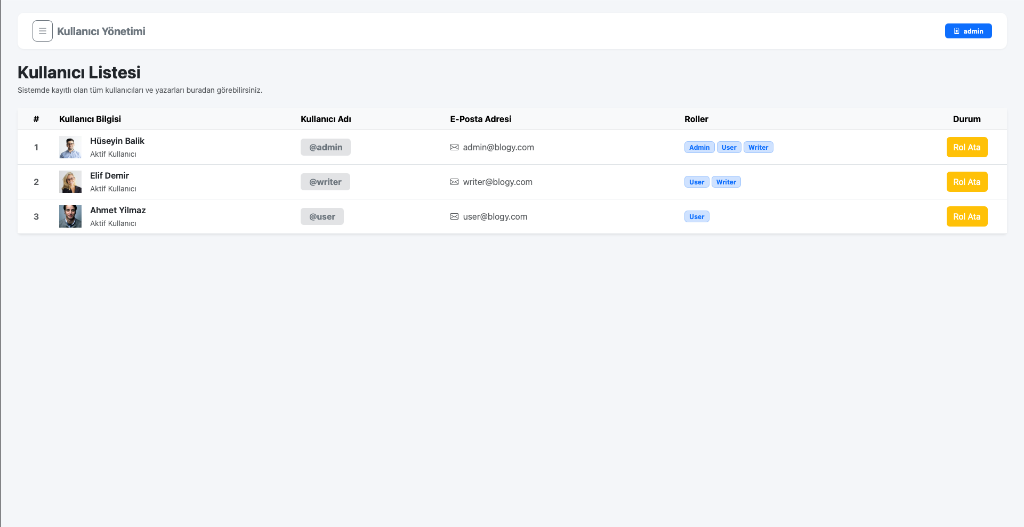 Kullanıcı Yönetimi
admin
Kullanıcı Listesi
Sistemde kayıtlı olan tüm kullanıcıları ve yazarları buradan görebilirsiniz.
# Kullanıcı Bilgisi Kullanıcı Adı E-Posta Adresi Roller Durum
1 Hüseyin Balik @admin admin@blogy.com Admin User Writer Rol Ata
Aktif Kullanıcı
2 Elif Demir @writer writer@blogy.com User Writer Rol Ata
Aktif Kullanıcı
3 Ahmet Yilmaz @user user@blogy.com User Rol Ata
Aktif Kullanıcı